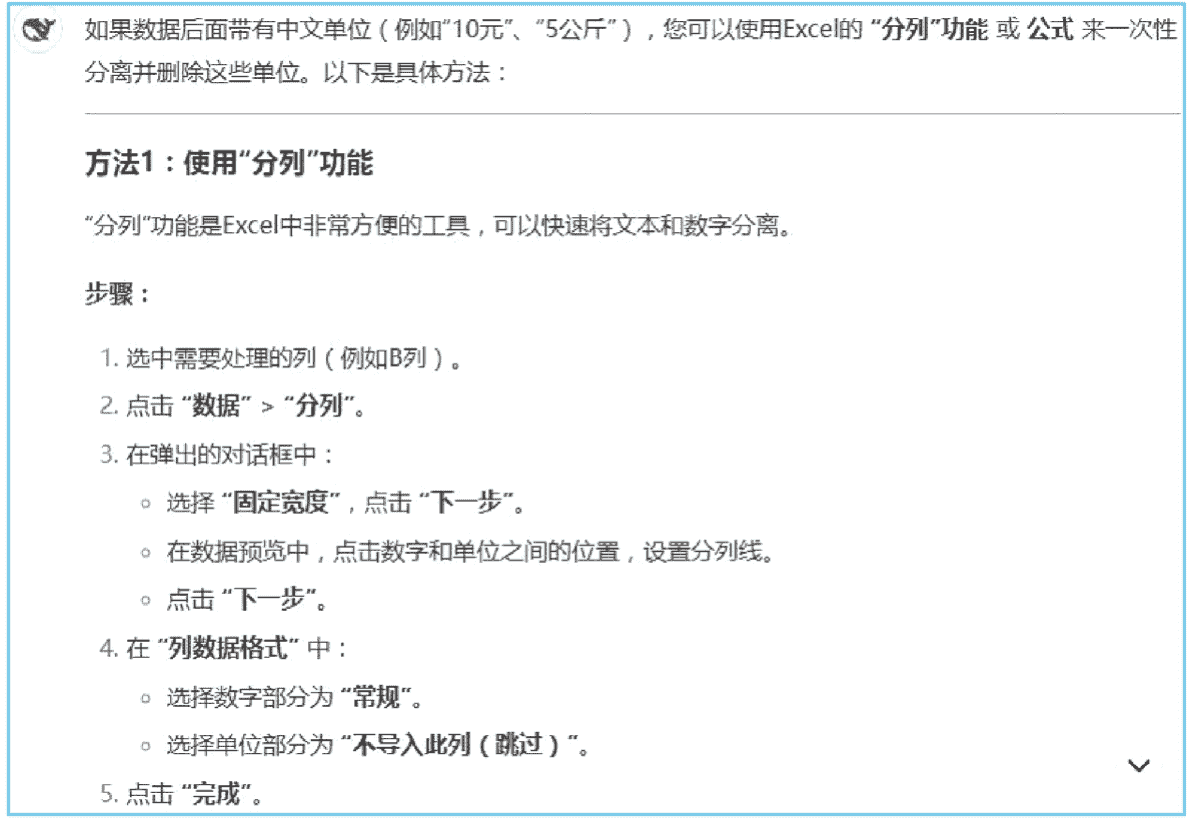 如果数据后面带有中文单位（例如“10元”、“5公斤”），您可以使用Excel的 “分列”功能 或 公式 来一次性
分离并删除这些单位。以下是具体方法：
方法1：使用“分列”功能
“分列”功能是Excel中非常方便的工具，可以快速将文本和数字分离。
步骤：
1. 选中需要处理的列（例如B列）。
2. 点击 “数据” > “分列”。
3. 在弹出的对话框中：
◦ 选择 “固定宽度”，点击 “下一步”。
◦ 在数据预览中，点击数字和单位之间的位置，设置分列线。
◦ 点击 “下一步”。
4. 在 “列数据格式” 中：
◦ 选择数字部分为 “常规”。
◦ 选择单位部分为 “不导入此列（跳过）”。
5. 点击 “完成”。